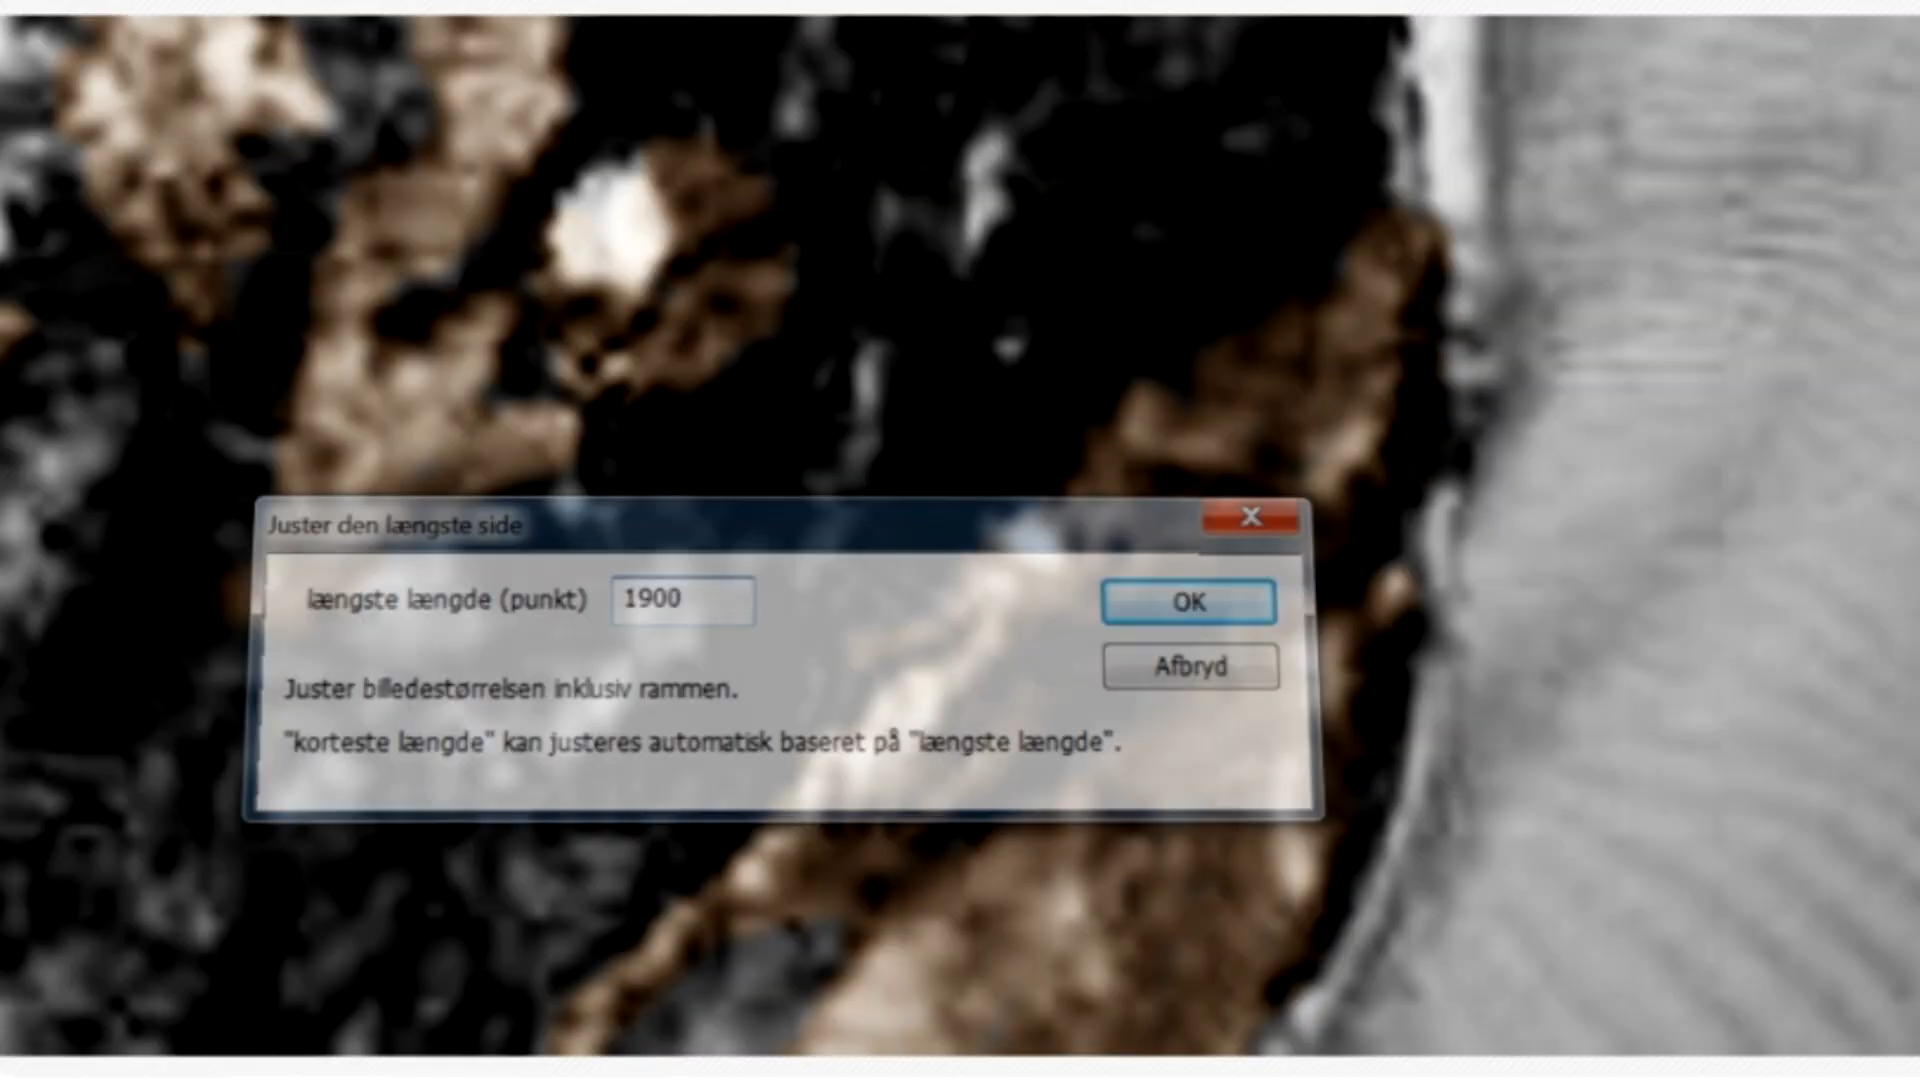 Juster den længste side
længste længde (punkt) 1900
OK
Afbryd
Juster billedestørrelsen inklusiv rammen.
"korteste længde" kan justeres automatisk baseret på "længste længde".